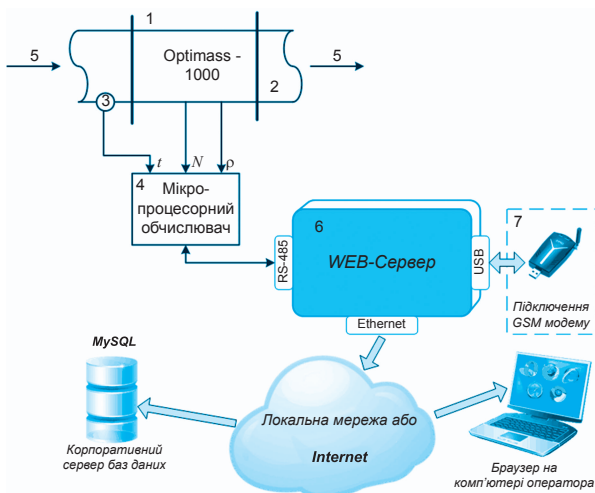 1
5
Optimass -
1000
5
2
3
t
N
ρ
4
Мікро-
процесорний
обчислювач
6
7
RS-485
WEB-Сервер
USB
Ethernet
Підключення
GSM модему
MySQL
Локальна мережа або
Internet
Корпоративний
сервер баз даних
Браузер на
комп’ютері оператора